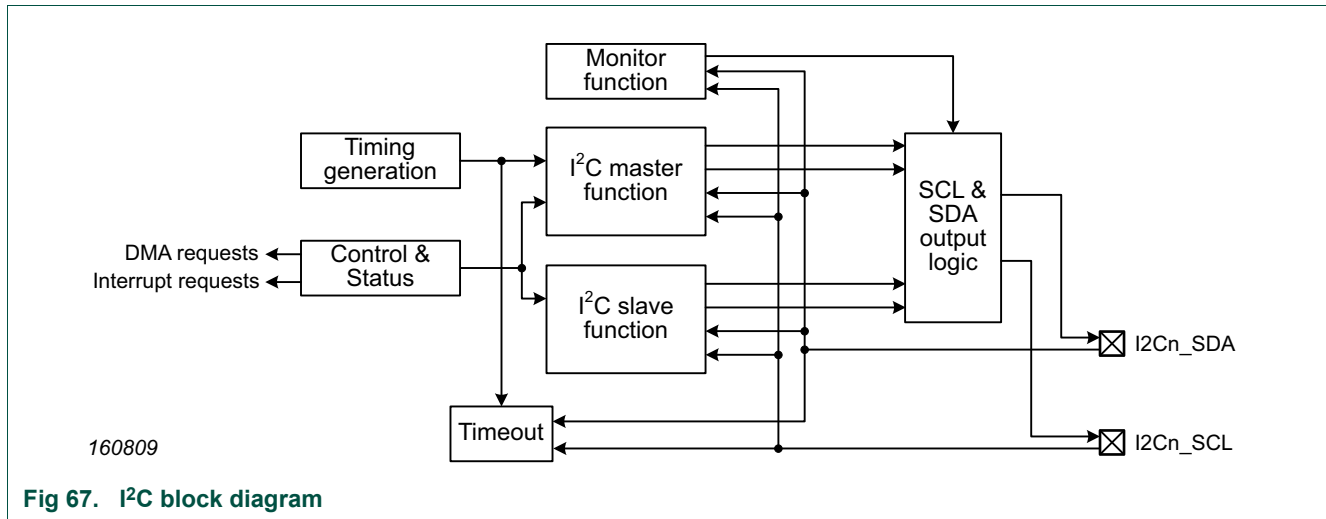 Monitor
function
Timing
generation
I²C master
function
SCL &
SDA
output
logic
DMA requests
Interrupt requests
Control &
Status
I²C slave
function
I2Cn_SDA
Timeout
I2Cn_SCL
160809
Fig 67. I²C block diagram